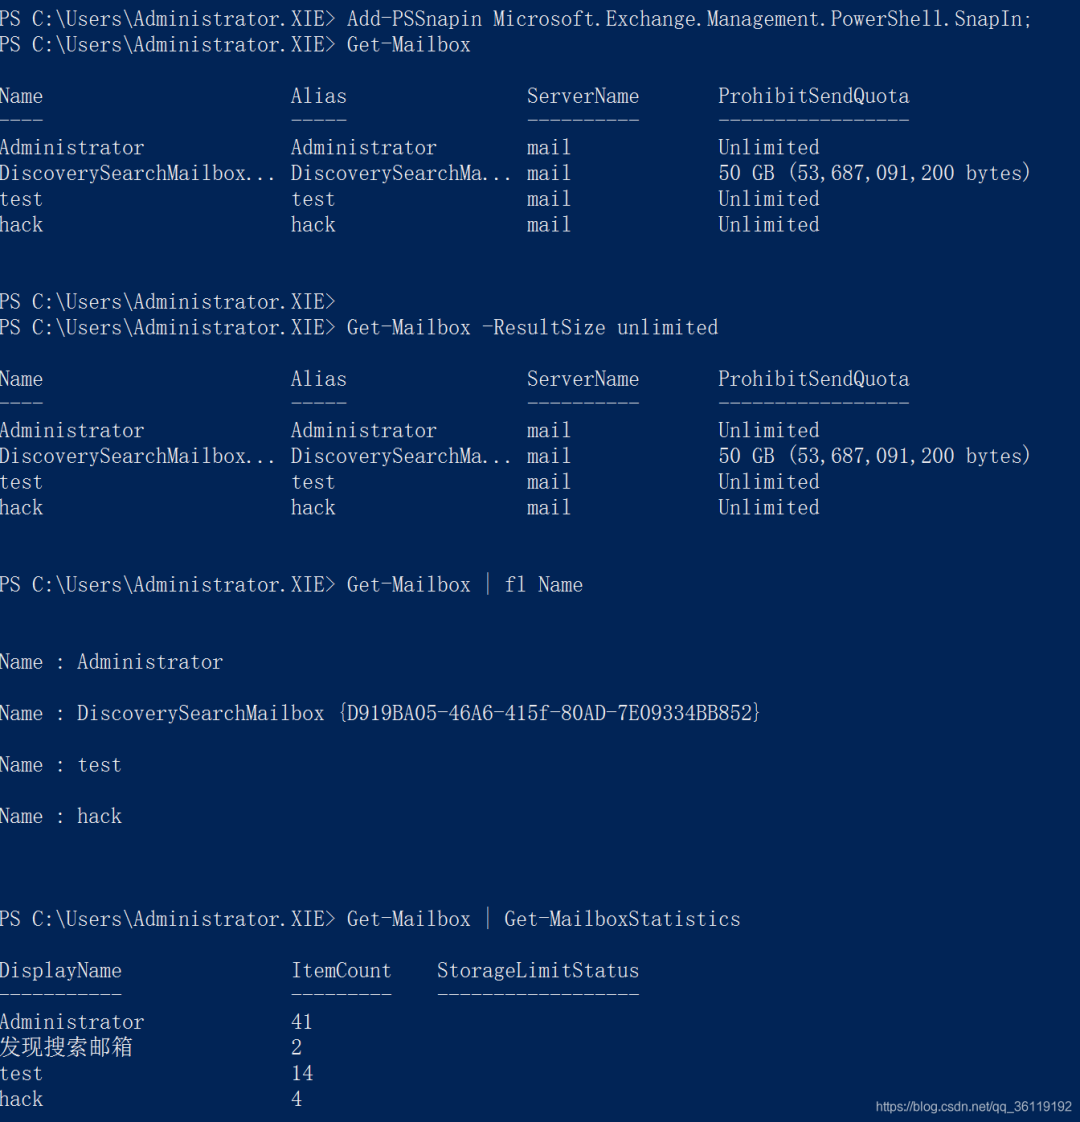 PS C:\Users\Administrator.XIE> Add-PSSnapin Microsoft.Exchange.Management.PowerShell.SnapIn;
PS C:\Users\Administrator.XIE> Get-Mailbox
Name Alias ServerName ProhibitSendQuota
---- ----- ---------- -----------------
Administrator Administrator mail Unlimited
DiscoverySearchMailbox... DiscoverySearchMa... mail 50 GB (53,687,091,200 bytes)
test test mail Unlimited
hack hack mail Unlimited
PS C:\Users\Administrator.XIE>
PS C:\Users\Administrator.XIE> Get-Mailbox -ResultSize unlimited
Name Alias ServerName ProhibitSendQuota
---- ----- ---------- -----------------
Administrator Administrator mail Unlimited
DiscoverySearchMailbox... DiscoverySearchMa... mail 50 GB (53,687,091,200 bytes)
test test mail Unlimited
hack hack mail Unlimited
PS C:\Users\Administrator.XIE> Get-Mailbox | fl Name
Name : Administrator
Name : DiscoverySearchMailbox {D919BA05-46A6-415f-80AD-7E09334BB852}
Name : test
Name : hack
PS C:\Users\Administrator.XIE> Get-Mailbox | Get-MailboxStatistics
DisplayName ItemCount StorageLimitStatus
----------- --------- ------------------
Administrator 41
发现搜索邮箱 2
test 14
hack 4
https://blog.csdn.net/qq_36119192